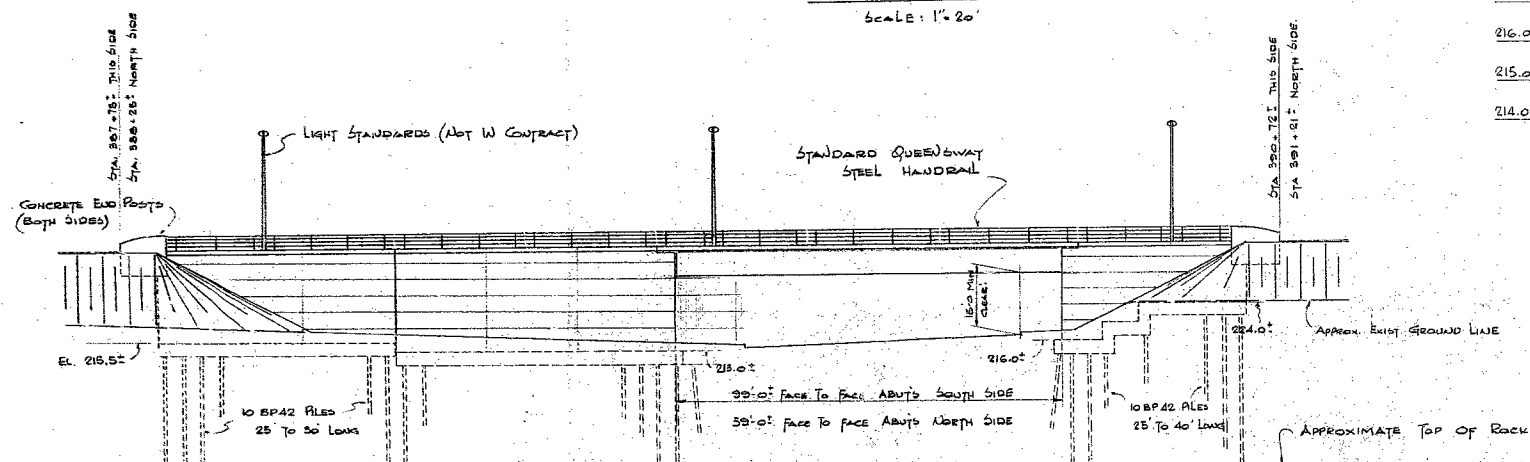 SCALE: 1"=20'
STA. 387+75± THIS SIDE
STA. 388+25± NORTH SIDE
STA 390+72± THIS SIDE
STA 391+21± NORTH SIDE.
216.0
215.0
214.0
LIGHT STANDARDS (NOT IN CONTRACT)
STANDARD QUEENSWAY
STEEL HANDRAIL
CONCRETE END POSTS
(BOTH SIDES)
15'-0 MIN
CLEAR.
EL. 215.5±
213.0±
216.0±
224.0±
APPROX. EXIST GROUND LINE
99'-0± FACE TO FACE ABUT'S SOUTH SIDE
59'-0± FACE TO FACE ABUTS NORTH SIDE
10 BP42 PILES
25' TO 30' LONG
10 BP42 PILES
25' TO 40' LONG
APPROXIMATE TOP OF ROCK